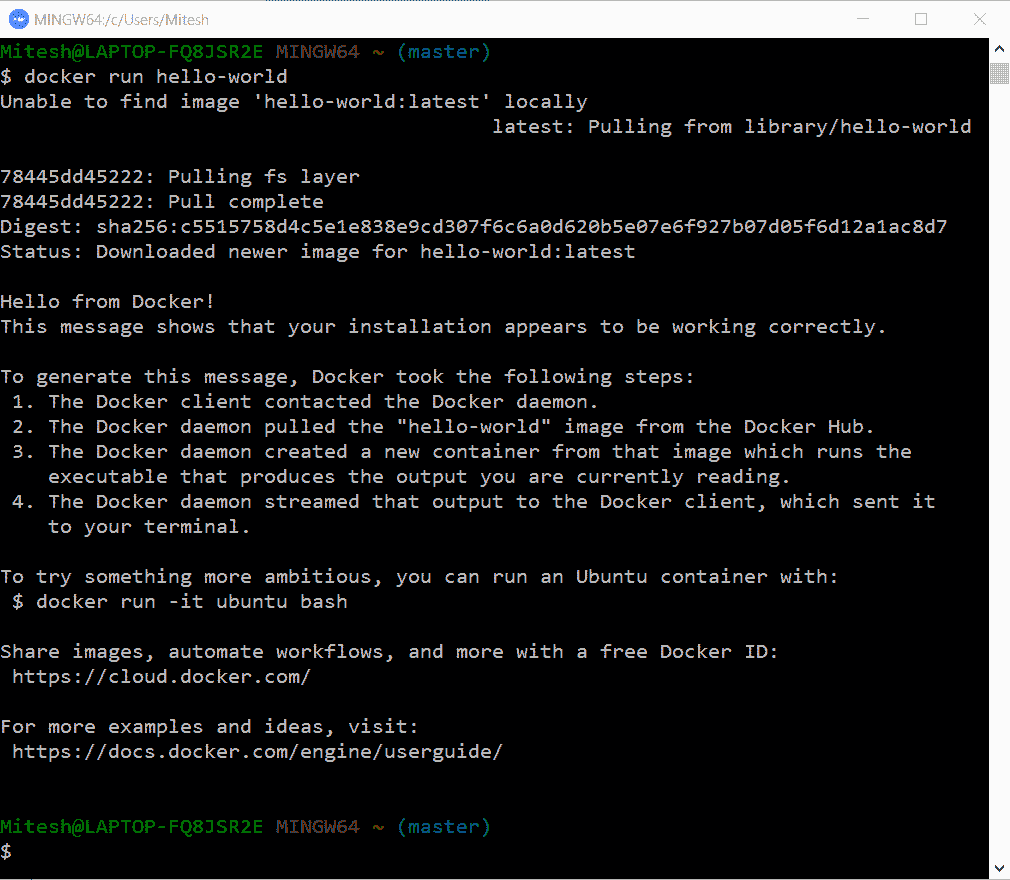 MINGW64:/c/Users/Mitesh
Mitesh@LAPTOP-FQ8JSR2E MINGW64 ~ (master)
$ docker run hello-world
Unable to find image 'hello-world:latest' locally
latest: Pulling from library/hello-world
78445dd45222: Pulling fs layer
78445dd45222: Pull complete
Digest: sha256:c5515758d4c5e1e838e9cd307f6c6a0d620b5e07e6f927b07d05f6d12a1ac8d7
Status: Downloaded newer image for hello-world:latest
Hello from Docker!
This message shows that your installation appears to be working correctly.
To generate this message, Docker took the following steps:
1. The Docker client contacted the Docker daemon.
2. The Docker daemon pulled the "hello-world" image from the Docker Hub.
3. The Docker daemon created a new container from that image which runs the
executable that produces the output you are currently reading.
4. The Docker daemon streamed that output to the Docker client, which sent it
to your terminal.
To try something more ambitious, you can run an Ubuntu container with:
$ docker run -it ubuntu bash
Share images, automate workflows, and more with a free Docker ID:
https://cloud.docker.com/
For more examples and ideas, visit:
https://docs.docker.com/engine/userguide/
Mitesh@LAPTOP-FQ8JSR2E MINGW64 ~ (master)
$